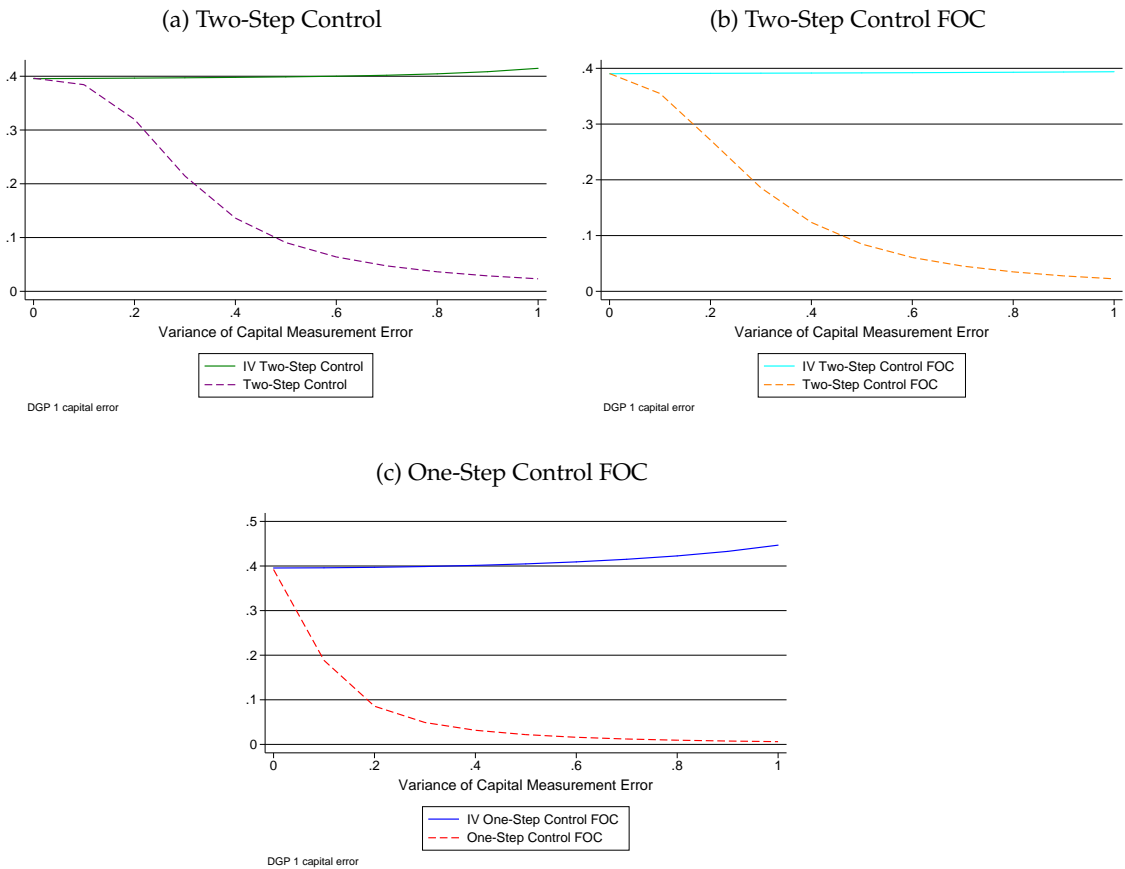 (a) Two-Step Control
.4
.3
.2
.1
0
0 .2 .4 .6 .8 1
Variance of Capital Measurement Error
IV Two-Step Control
Two-Step Control
DGP 1 capital error
(b) Two-Step Control FOC
.4
.3
.2
.1
0
0 .2 .4 .6 .8 1
Variance of Capital Measurement Error
IV Two-Step Control FOC
Two-Step Control FOC
DGP 1 capital error
(c) One-Step Control FOC
.5
.4
.3
.2
.1
0
0 .2 .4 .6 .8 1
Variance of Capital Measurement Error
IV One-Step Control FOC
One-Step Control FOC
DGP 1 capital error